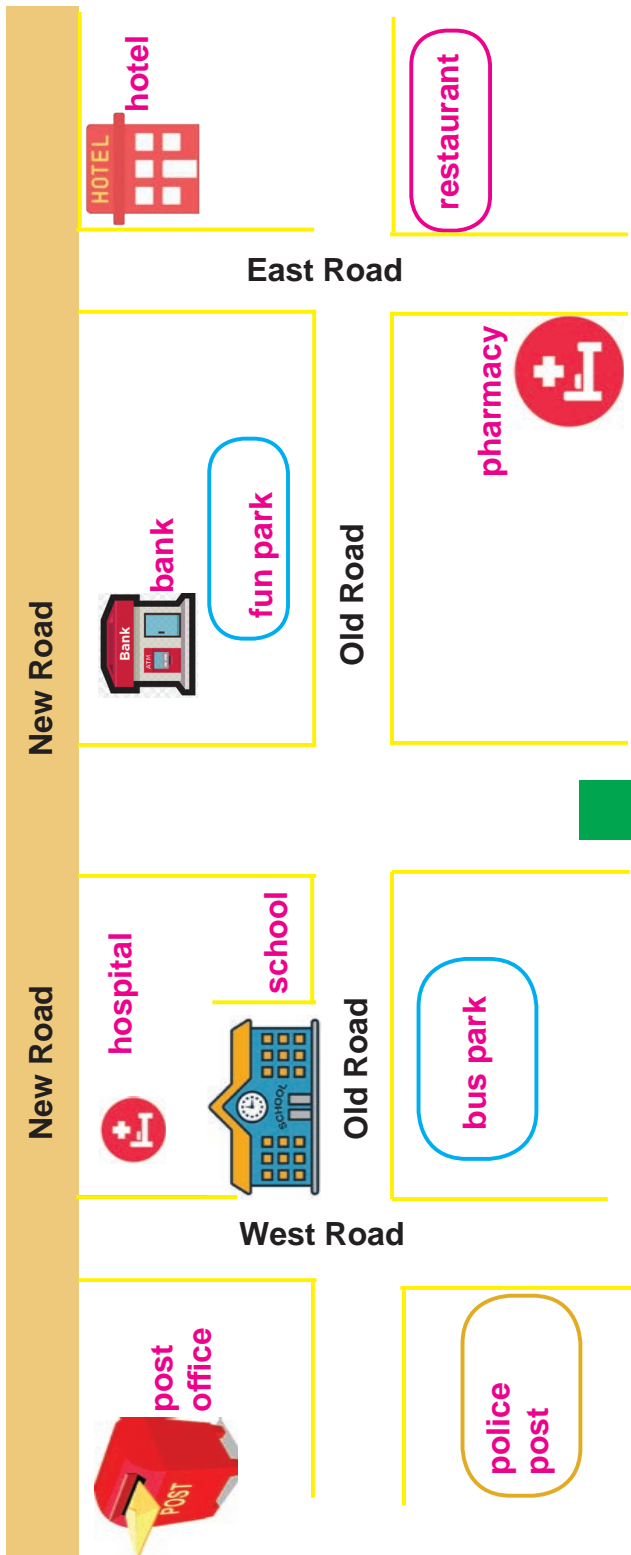 New Road
New Road
POST
post
office
hospital
Bank
ATM
bank
HOTEL
hotel
SCHOOL
school
fun park
West Road
East Road
Old Road
Old Road
police
post
bus park
pharmacy
restaurant